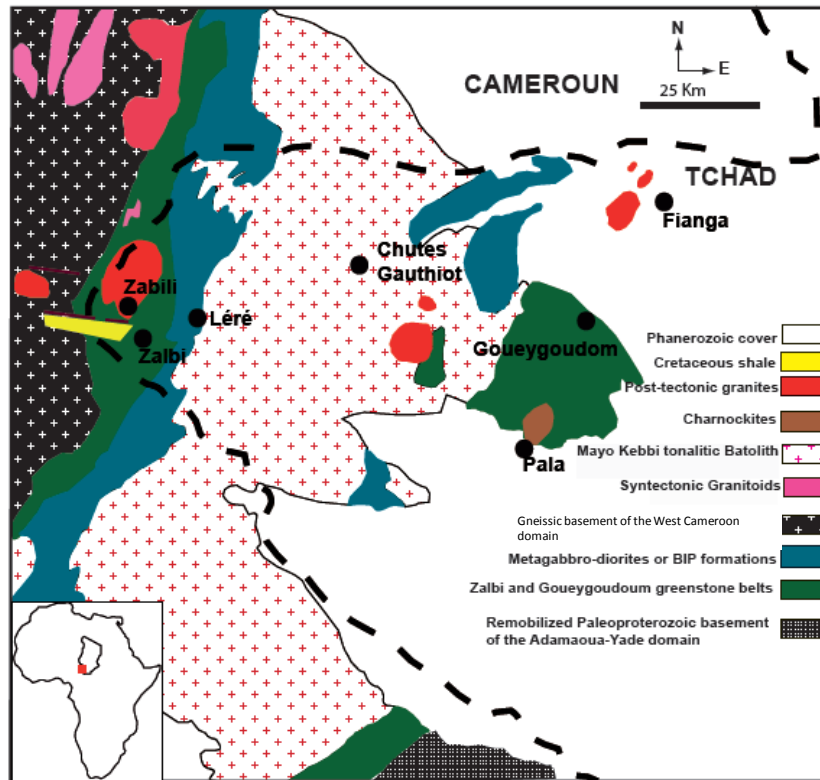 N
E
CAMEROUN
25 Km
TCHAD
Fianga
Chutes
Gauthiot
Zabili
Léré
Zalbi
Goueygoudom
Pala
Phanerozoic cover
Cretaceous shale
Post-tectonic granites
Charnockites
Mayo Kebbi tonalitic Batolith
Syntectonic Granitoids
Gneissic basement of the West Cameroon
domain
Metagabbro-diorites or BIP formations
Zalbi and Goueygoudoum greenstone belts
Remobilized Paleoproterozoic basement
of the Adamaoua-Yade domain